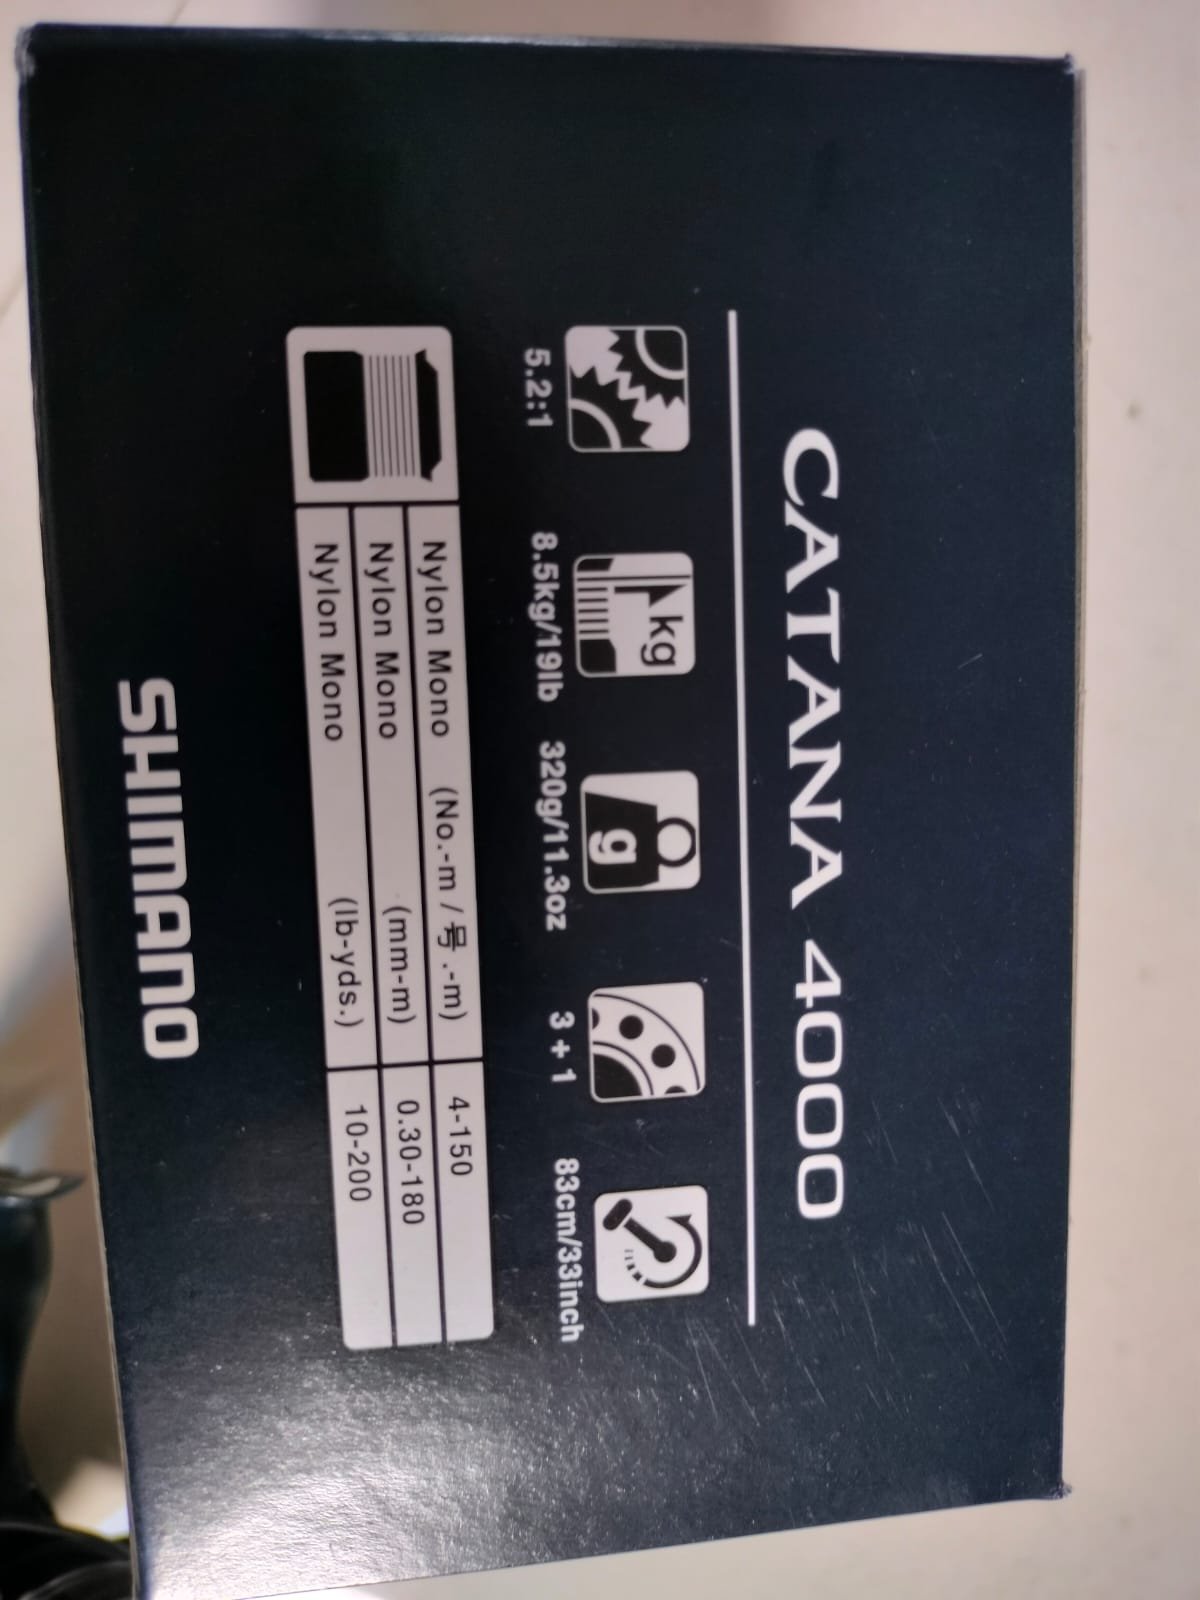 CATANA 4000
kg
g
5.2:1 8.5kg/19lb 320g/11.3oz 3+1 83cm/33inch
Nylon Mono (No.-m / 号.-m) 4-150
Nylon Mono (mm-m) 0.30-180
Nylon Mono (lb-yds.) 10-200
SHIMANO